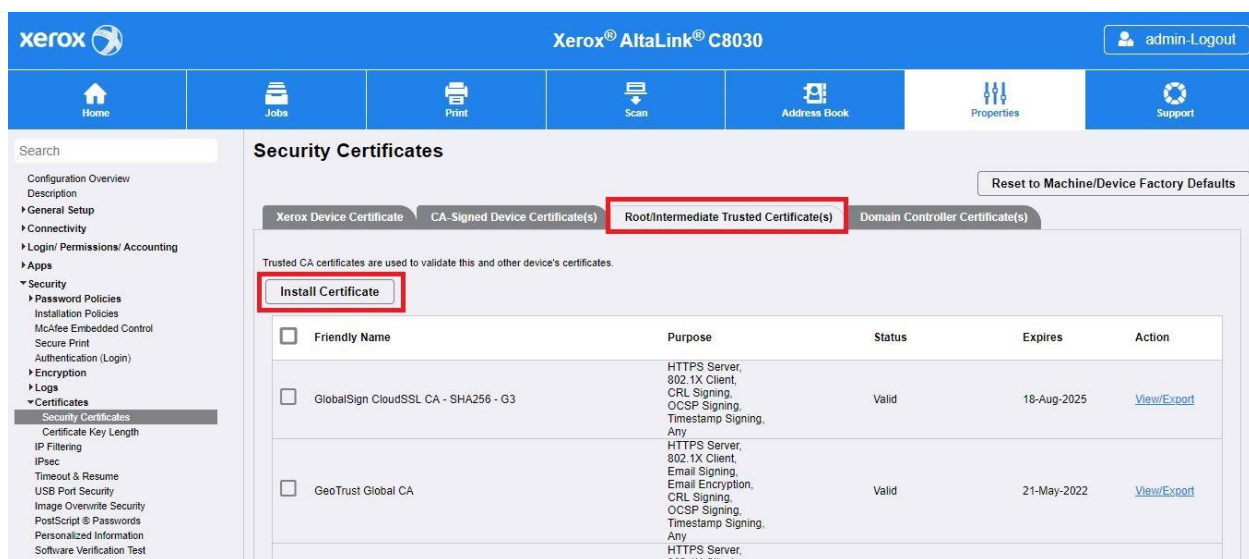 xerox
Xerox® AltaLink® C8030
admin-Logout
Home
Jobs
Print
Scan
Address Book
Properties
Support
Search
Configuration Overview
Description
General Setup
Connectivity
Login/ Permissions/ Accounting
Apps
Security
Password Policies
Installation Policies
McAfee Embedded Control
Secure Print
Authentication (Login)
Encryption
Logs
Certificates
Security Certificates
Certificate Key Length
IP Filtering
IPsec
Timeout & Resume
USB Port Security
Image Overwrite Security
PostScript ® Passwords
Personalized Information
Software Verification Test
Security Certificates
Reset to Machine/Device Factory Defaults
Xerox Device Certificate
CA-Signed Device Certificate(s)
Root/Intermediate Trusted Certificate(s)
Domain Controller Certificate(s)
Trusted CA certificates are used to validate this and other device's certificates.
Install Certificate
Friendly Name Purpose Status Expires Action
HTTPS Server,
802.1X Client,
CRL Signing,
GlobalSign CloudSSL CA - SHA256 - G3 OCSP Signing, Valid 18-Aug-2025 View/Export
Timestamp Signing,
Any
HTTPS Server,
802.1X Client,
Email Signing,
GeoTrust Global CA Email Encryption, Valid 21-May-2022 View/Export
CRL Signing,
OCSP Signing,
Timestamp Signing,
Any
HTTPS Server,